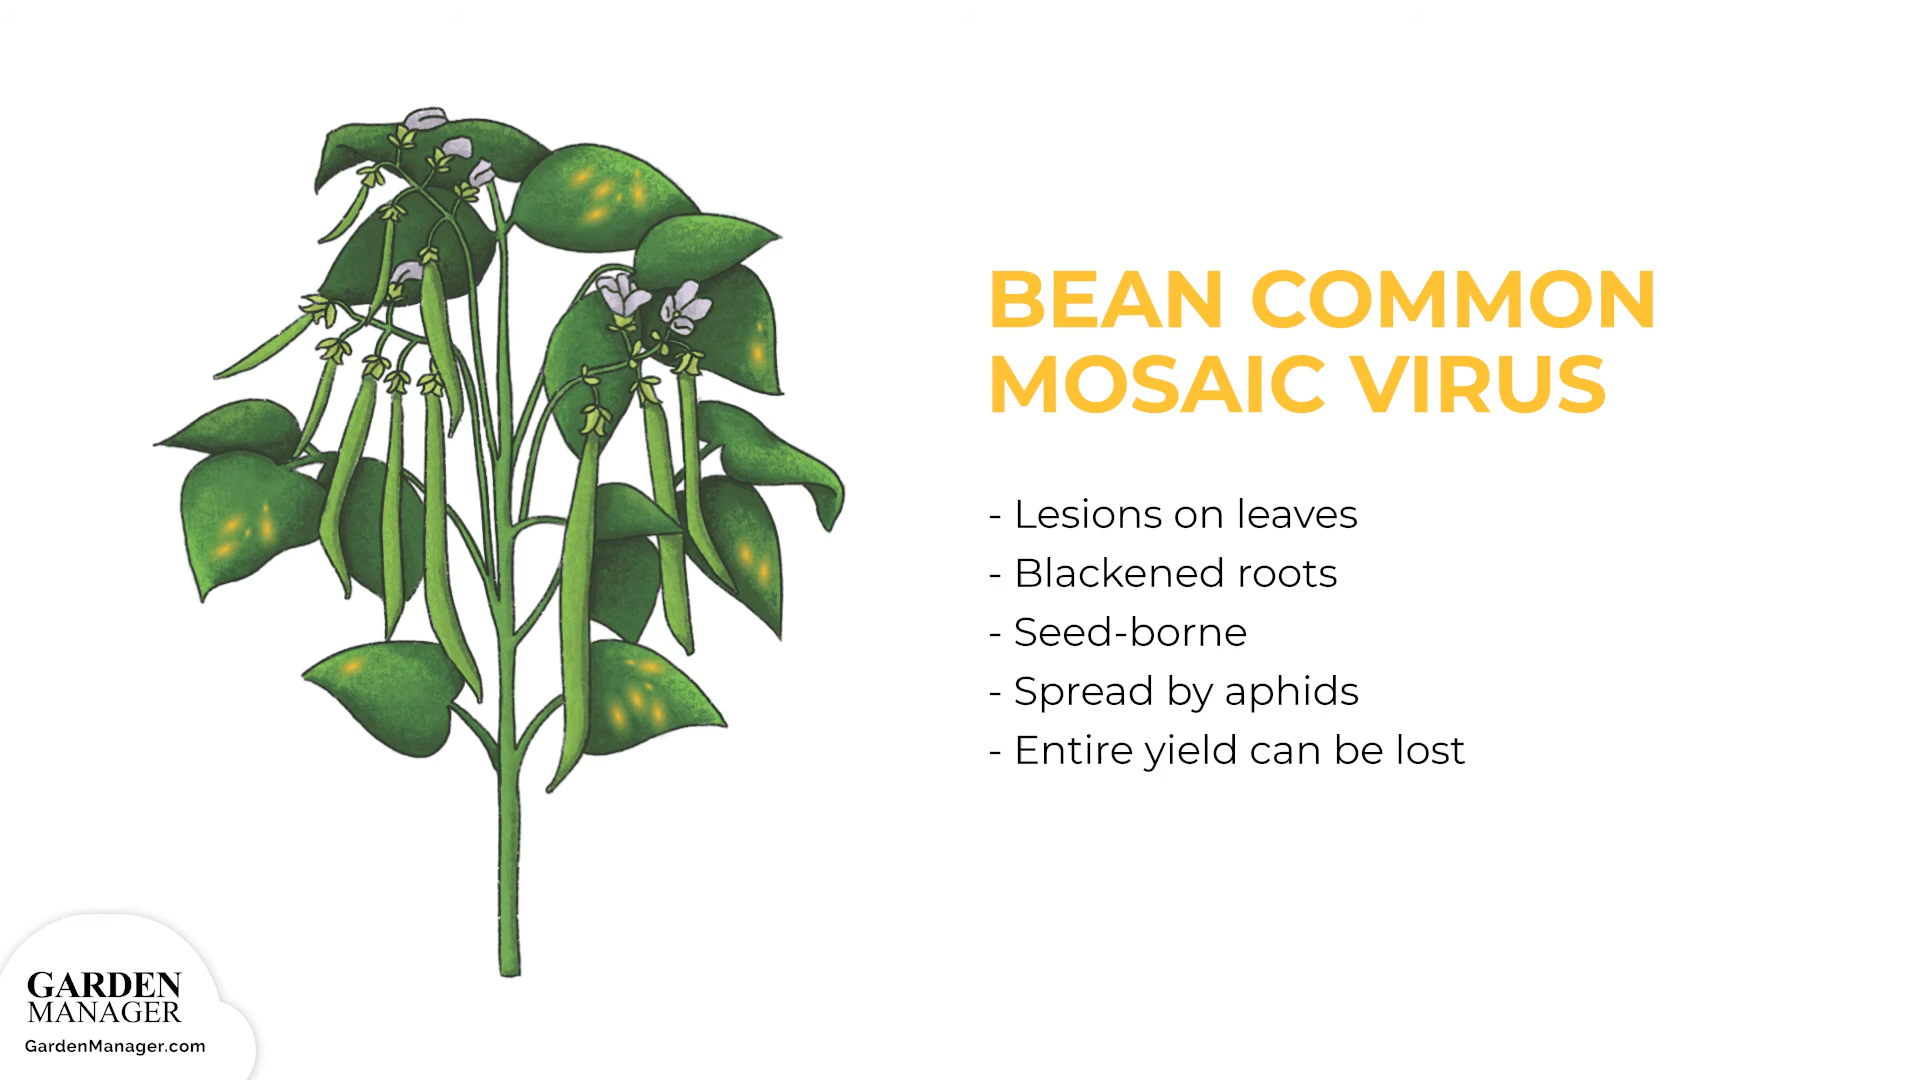 BEAN COMMON
MOSAIC VIRUS
- Lesions on leaves
- Blackened roots
- Seed-borne
- Spread by aphids
- Entire yield can be lost
GARDEN
MANAGER
GardenManager.com